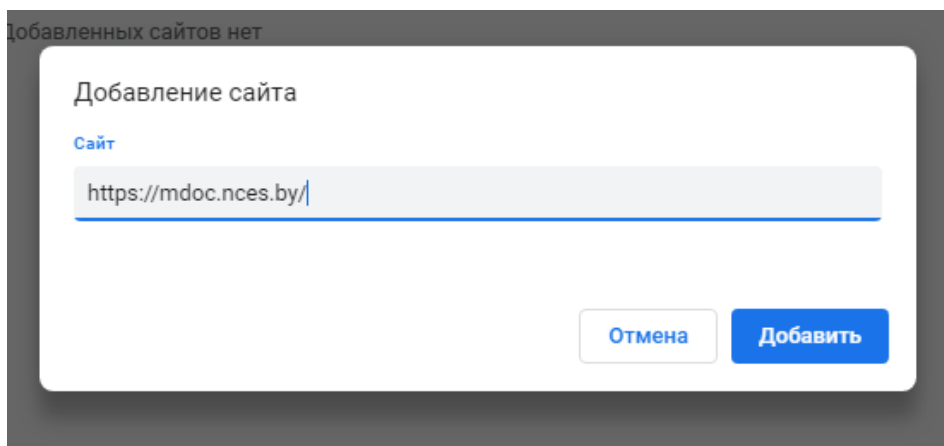 Добавленных сайтов нет
Добавление сайта
Сайт
https://mdoc.nces.by/
Отмена
Добавить